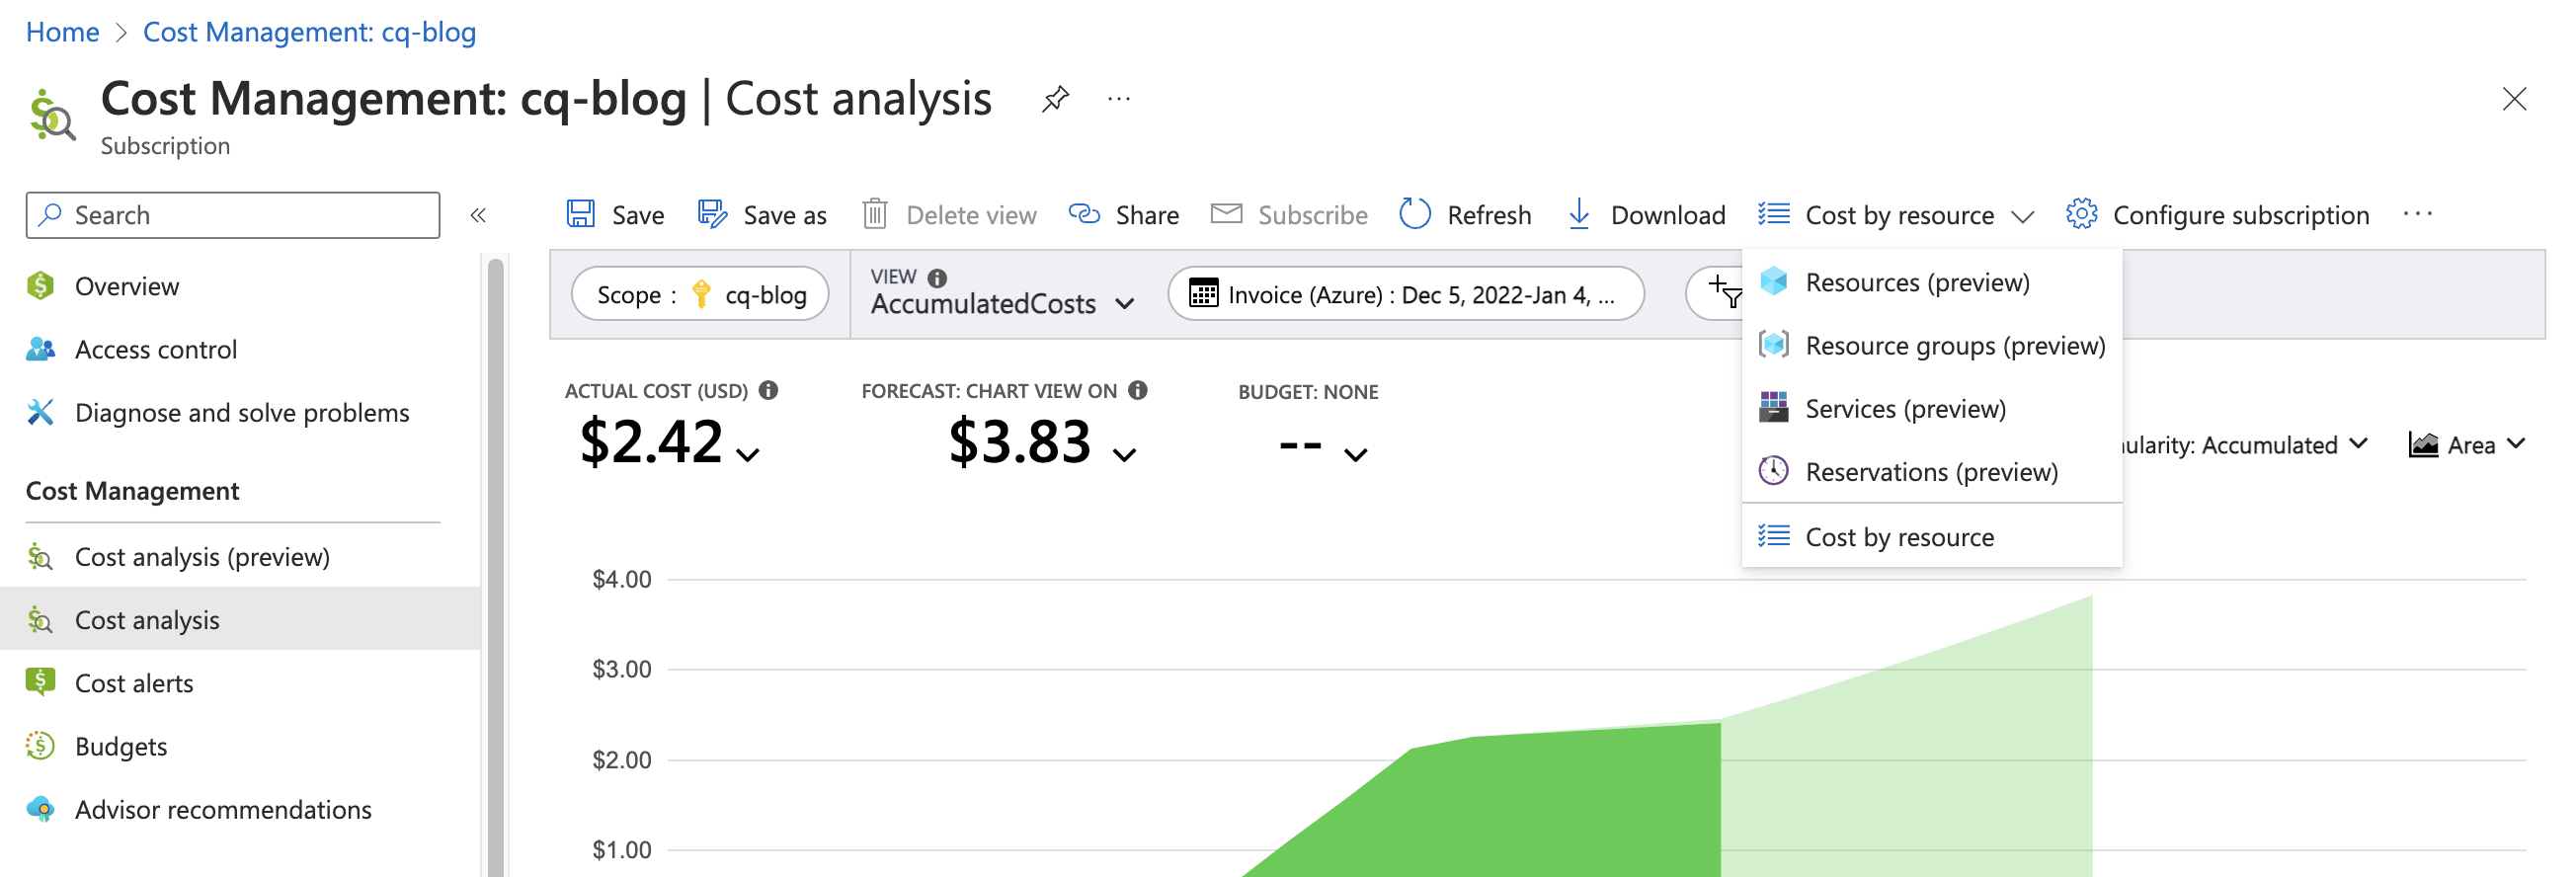 Home > Cost Management: cq-blog
Cost Management: cq-blog | Cost analysis ...
Subscription
Search
«
Save
Save as
Delete view
Share
Subscribe
Refresh
Download
Cost by resource
Configure subscription
...
Overview
Access control
Diagnose and solve problems
Cost Management
Cost analysis (preview)
Cost analysis
Cost alerts
Budgets
Advisor recommendations
Scope : cq-blog
VIEW
AccumulatedCosts
Invoice (Azure) : Dec 5, 2022-Jan 4, ...
Resources (preview)
Resource groups (preview)
Services (preview)
Reservations (preview)
Cost by resource
ACTUAL COST (USD)
$2.42
FORECAST: CHART VIEW ON
$3.83
BUDGET: NONE
--
ularity: Accumulated
Area
$4.00
$3.00
$2.00
$1.00